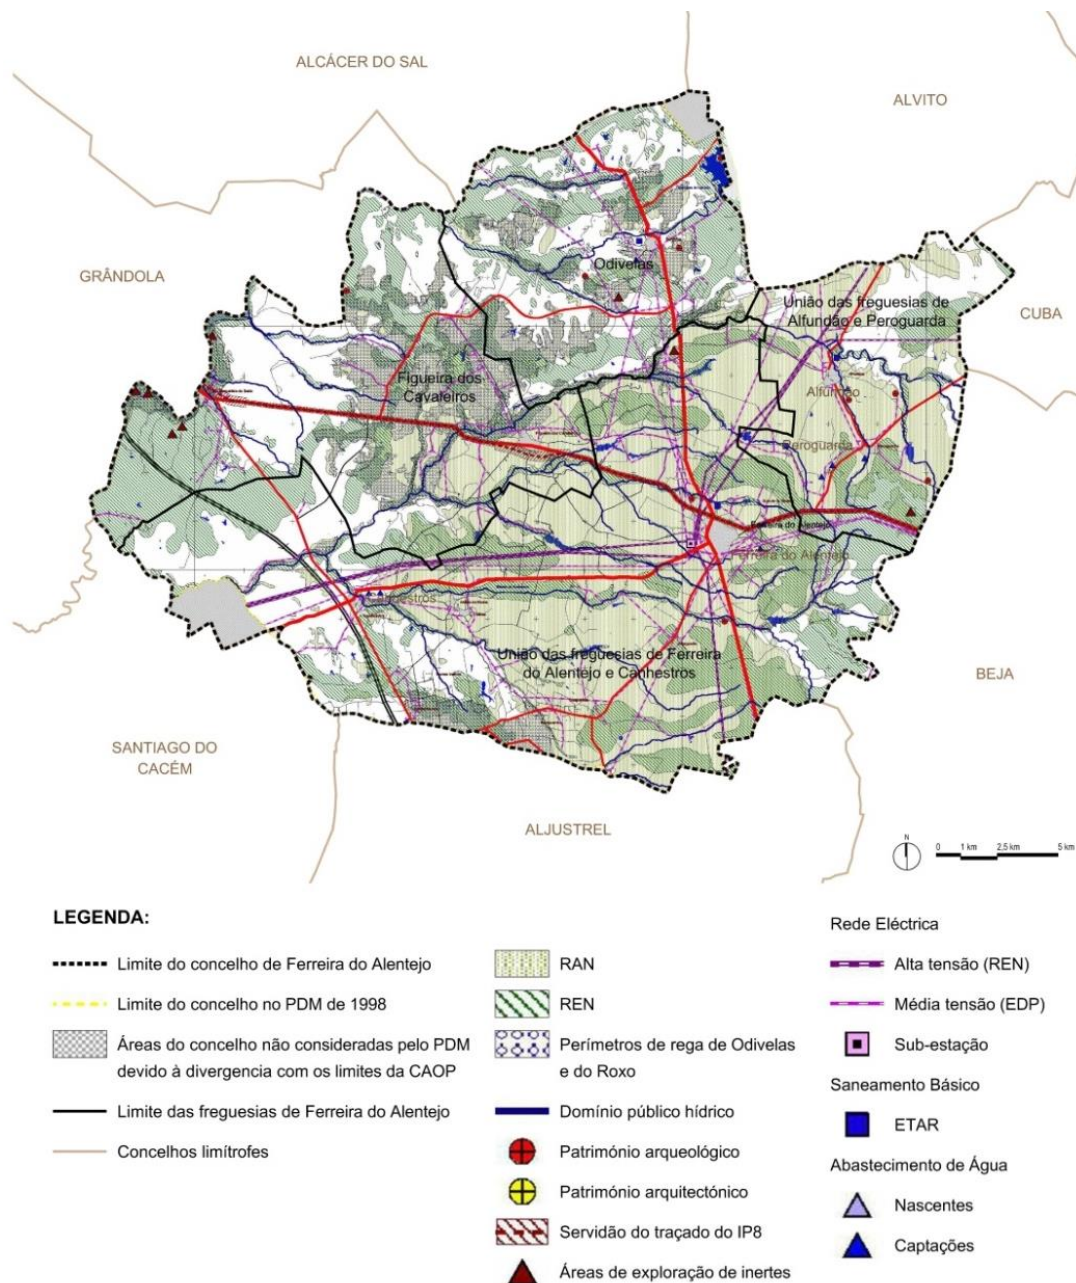 ALCÁCER DO SAL
ALVITO
GRÂNDOLA
Odivelas
União das freguesias de
Alfundão e Peroguarda
CUBA
Figueira dos
Cavaleiros
Alfundão
Peroguarda
Ferreira do Alentejo
Ferreira do Alentejo
Canhestros
União das freguesias de Ferreira
do Alentejo e Canhestros
BEJA
SANTIAGO DO
CACÉM
ALJUSTREL
N
0 1 km 2,5 km 5 km
LEGENDA:
Limite do concelho de Ferreira do Alentejo
Limite do concelho no PDM de 1998
Áreas do concelho não consideradas pelo PDM
devido à divergencia com os limites da CAOP
Limite das freguesias de Ferreira do Alentejo
Concelhos limítrofes
RAN
REN
Perímetros de rega de Odivelas
e do Roxo
Domínio público hídrico
Património arqueológico
Património arquitectónico
Servidão do traçado do IP8
Áreas de exploração de inertes
Rede Eléctrica
Alta tensão (REN)
Média tensão (EDP)
Sub-estação
Saneamento Básico
ETAR
Abastecimento de Água
Nascentes
Captações